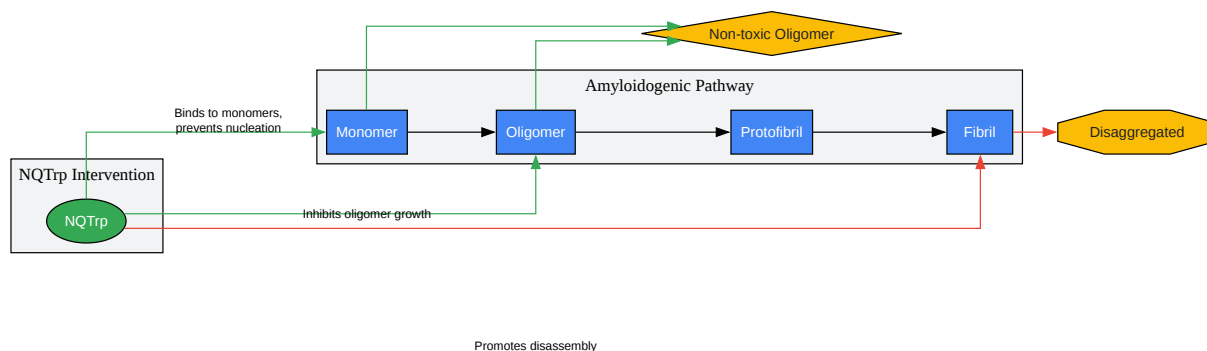 Non-toxic Oligomer
Amyloidogenic Pathway
Binds to monomers,
prevents nucleation
Monomer
Oligomer
Protofibril
Fibril
Disaggregated
NQTrp Intervention
NQTrp
Inhibits oligomer growth
Promotes disassembly